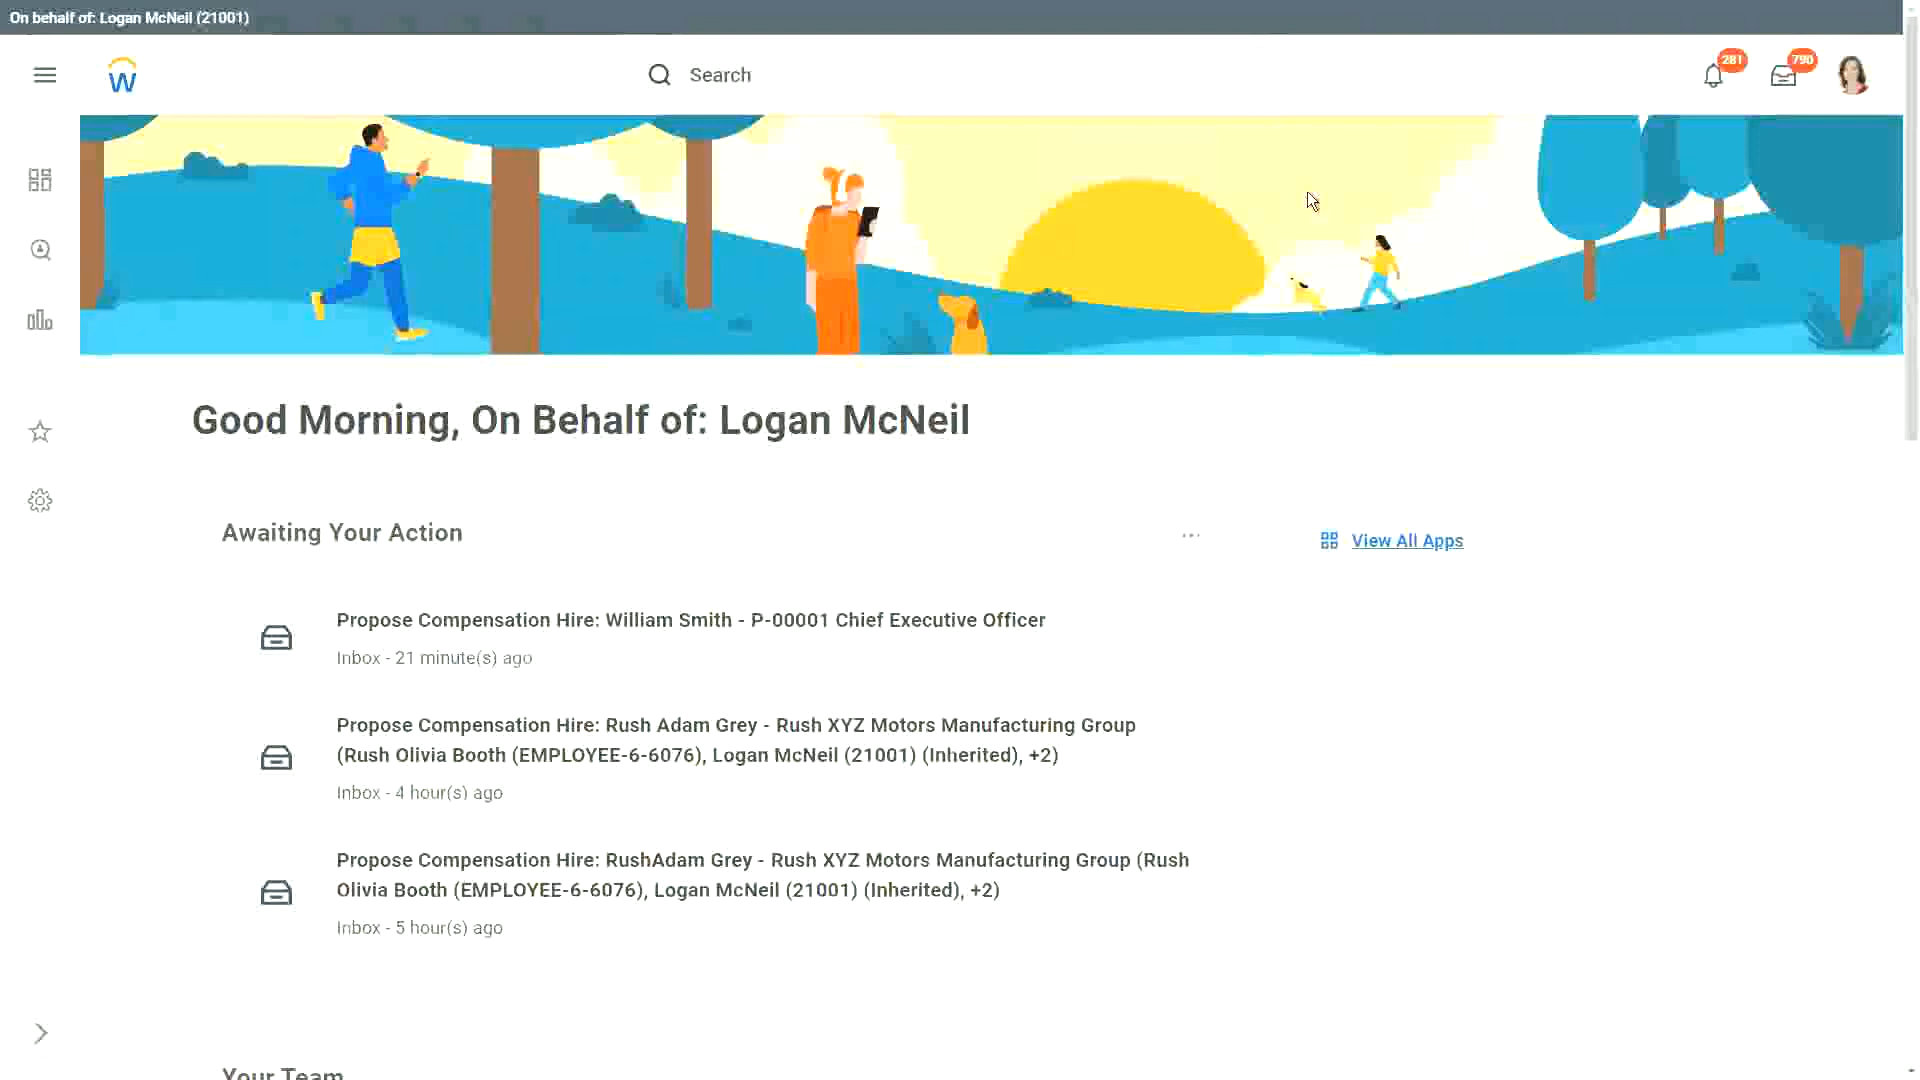 On behalf of: Logan McNeil (21001)
W
Search
281
790
Good Morning, On Behalf of: Logan McNeil
Awaiting Your Action
View All Apps
Propose Compensation Hire: William Smith - P-00001 Chief Executive Officer
Inbox - 21 minute(s) ago
Propose Compensation Hire: Rush Adam Grey - Rush XYZ Motors Manufacturing Group
(Rush Olivia Booth (EMPLOYEE-6-6076), Logan McNeil (21001) (Inherited), +2)
Inbox - 4 hour(s) ago
Propose Compensation Hire: RushAdam Grey - Rush XYZ Motors Manufacturing Group (Rush
Olivia Booth (EMPLOYEE-6-6076), Logan McNeil (21001) (Inherited), +2)
Inbox - 5 hour(s) ago
Your Team